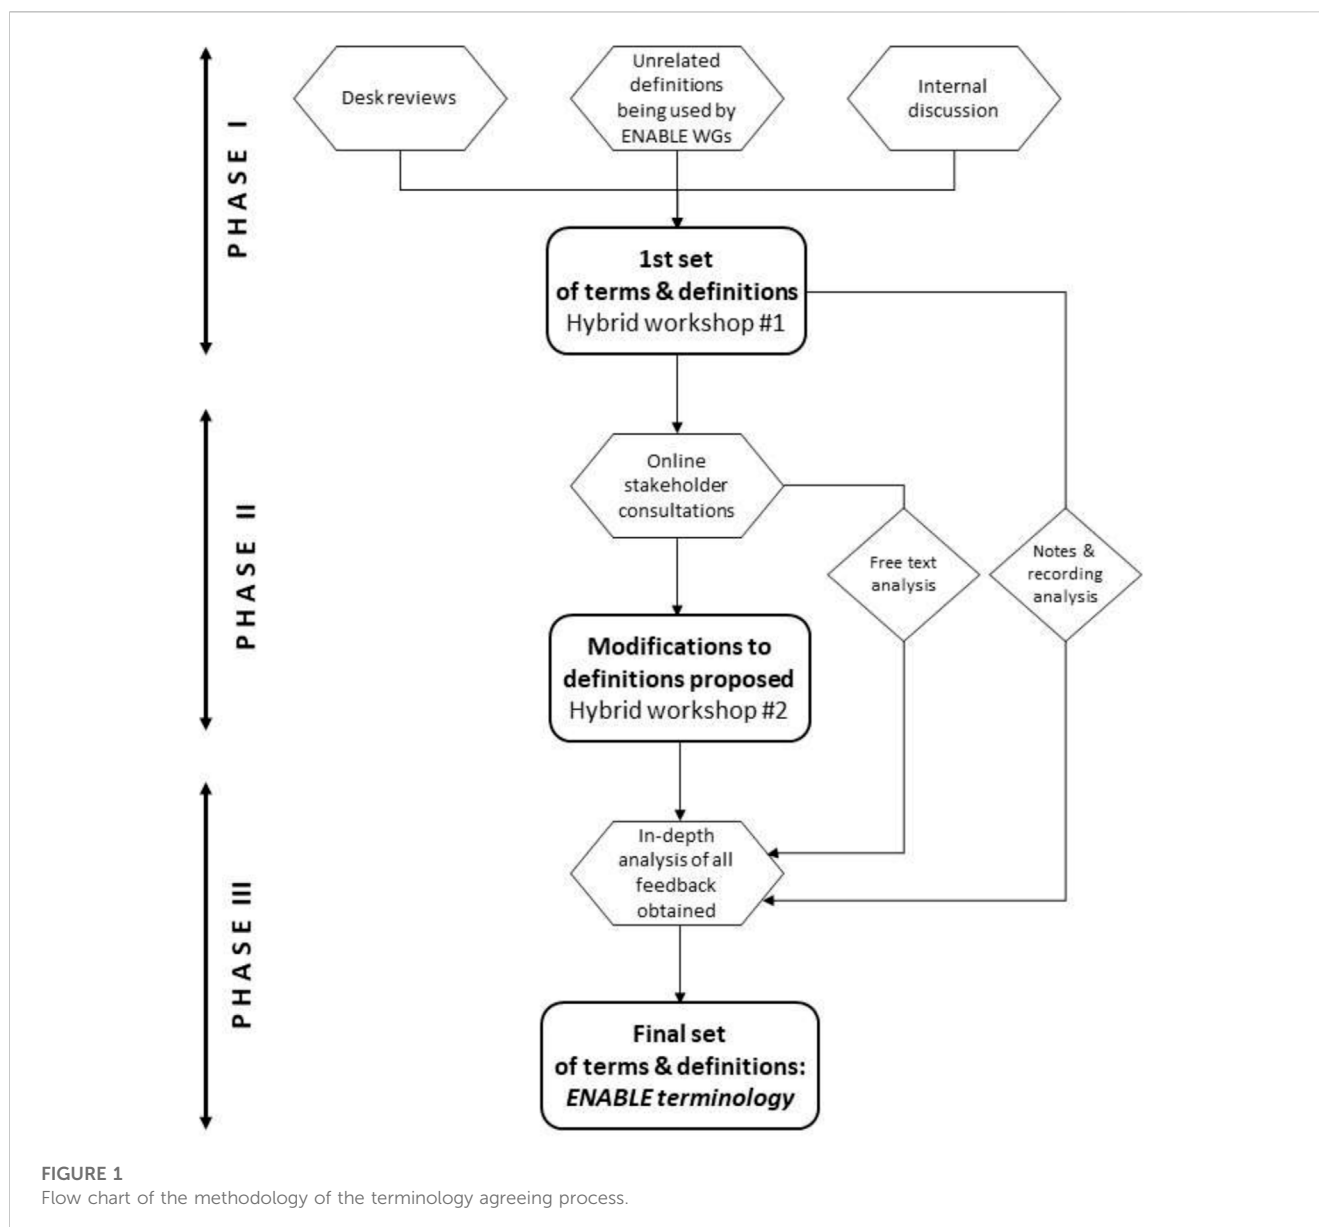 PHASE I
Desk reviews
Unrelated
definitions
being used by
ENABLE WGs
Internal
discussion
1st set
of terms & definitions
Hybrid workshop #1
PHASE II
Online
stakeholder
consultations
Free text
analysis
Notes &
recording
analysis
Modifications to
definitions proposed
Hybrid workshop #2
PHASE III
In-depth
analysis of all
feedback
obtained
Final set
of terms & definitions:
ENABLE terminology
FIGURE 1
Flow chart of the methodology of the terminology agreeing process.